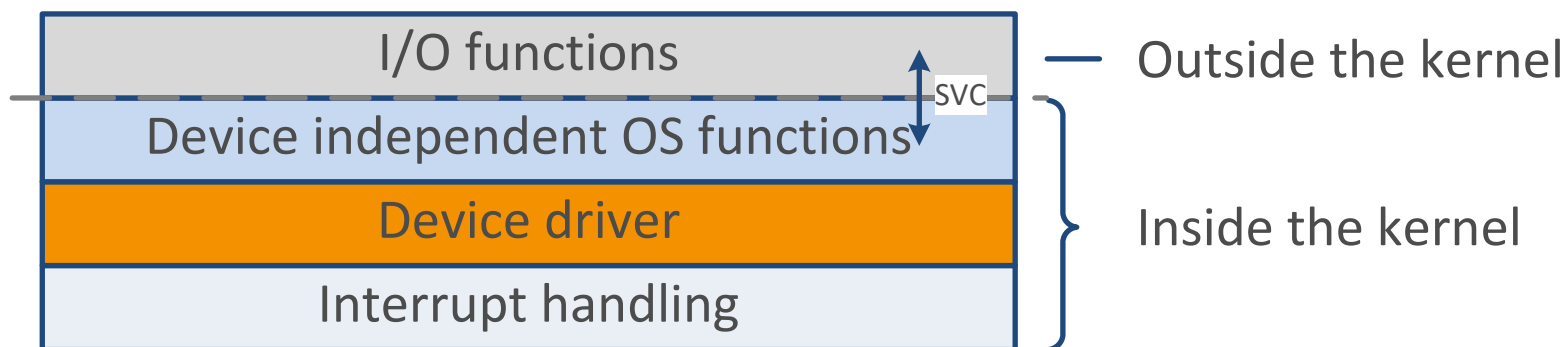 I/O functions
Outside the kernel
SVC
Device independent OS functions
Device driver
Inside the kernel
Interrupt handling